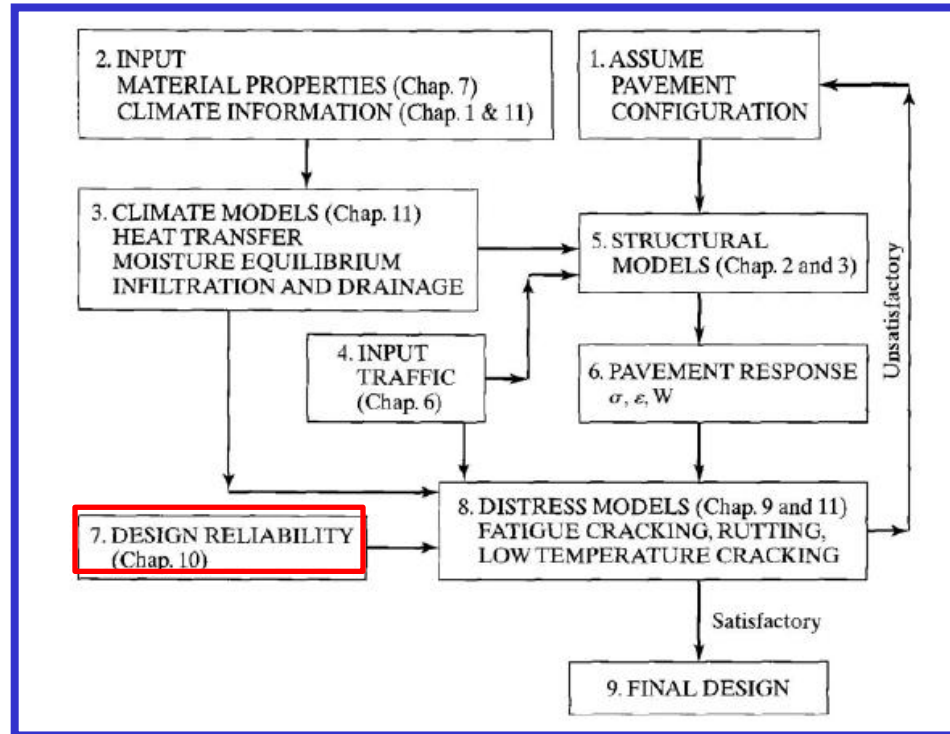 2. INPUT
MATERIAL PROPERTIES (Chap. 7)
CLIMATE INFORMATION (Chap. 1 & 11)
1. ASSUME
PAVEMENT
CONFIGURATION
3. CLIMATE MODELS (Chap. 11)
HEAT TRANSFER
MOISTURE EQUILIBRIUM
INFILTRATION AND DRAINAGE
5. STRUCTURAL
MODELS (Chap. 2 and 3)
Unsatisfactory
4. INPUT
TRAFFIC
(Chap. 6)
6. PAVEMENT RESPONSE
σ, ε, W
7. DESIGN RELIABILITY
(Chap. 10)
8. DISTRESS MODELS (Chap. 9 and 11)
FATIGUE CRACKING, RUTTING,
LOW TEMPERATURE CRACKING
Satisfactory
9. FINAL DESIGN